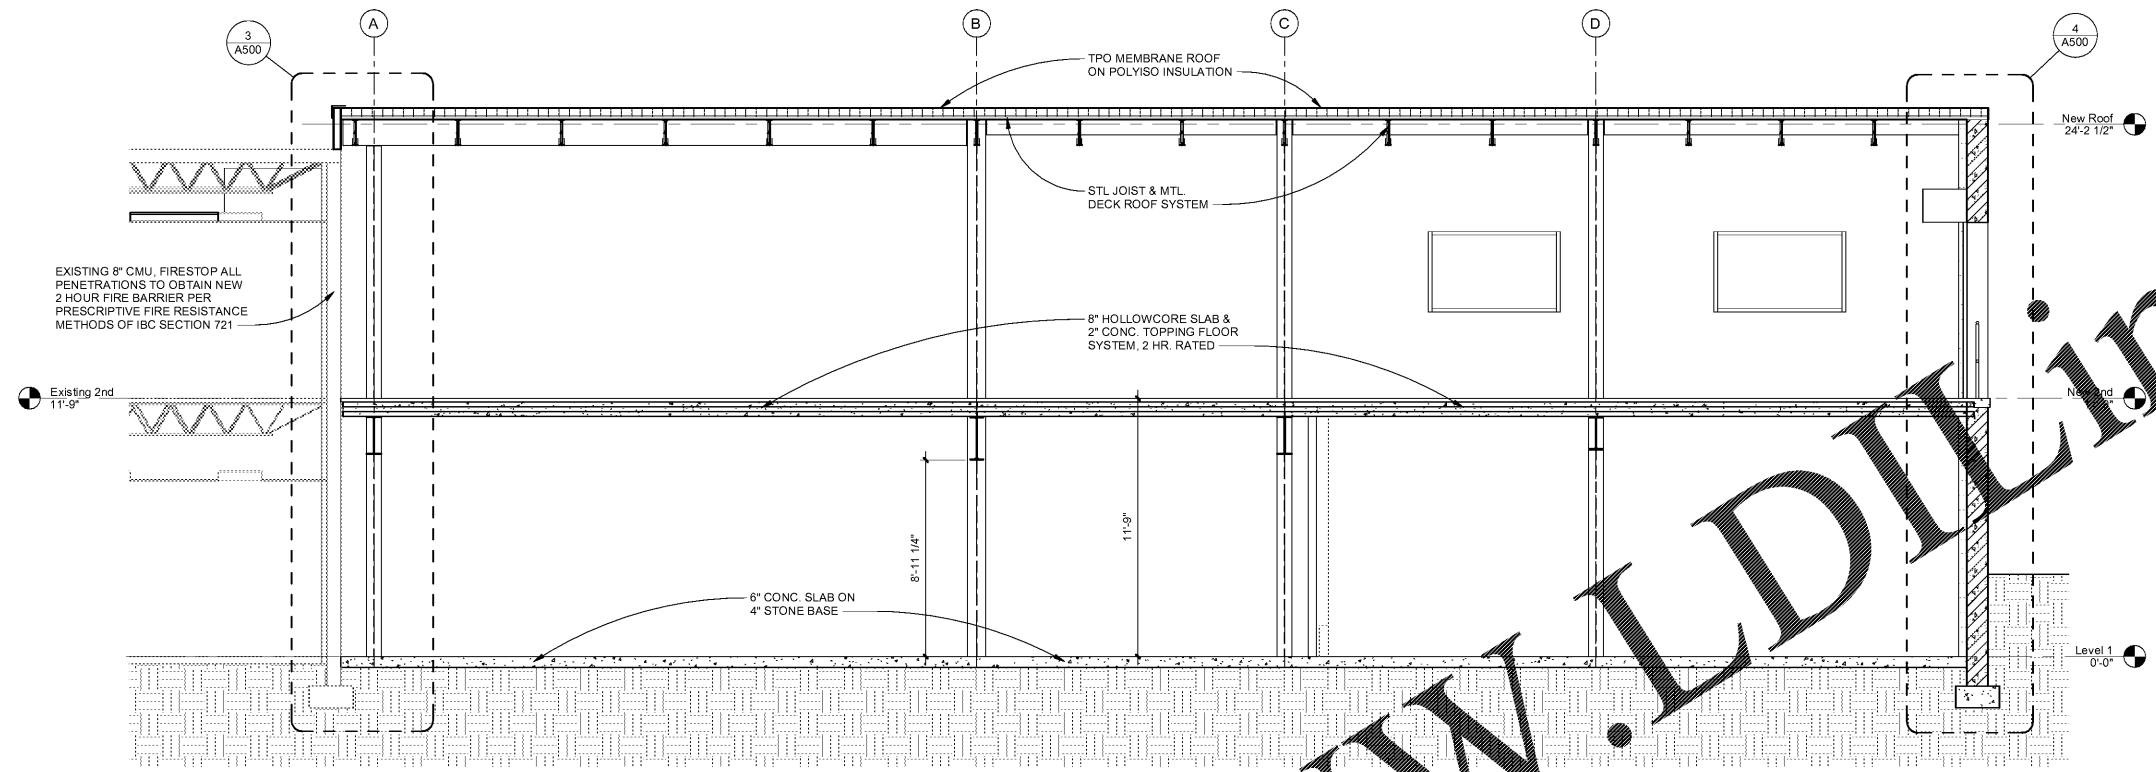 3
A500
A
B
C
D
4
A500
TPO MEMBRANE ROOF
ON POLYISO INSULATION
New Roof
24'-2 1/2"
STL JOIST & MTL.
DECK ROOF SYSTEM
EXISTING 8" CMU, FIRESTOP ALL
PENETRATIONS TO OBTAIN NEW
2 HOUR FIRE BARRIER PER
PRESCRIPTIVE FIRE RESISTANCE
METHODS OF IBC SECTION 721
8" HOLLOWCORE SLAB &
2" CONC. TOPPING FLOOR
SYSTEM, 2 HR. RATED
Existing 2nd
11'-9"
New 2nd
8'-11 1/4"
11'-9"
6" CONC. SLAB ON
4" STONE BASE
Level 1
0'-0"
W.LDILin